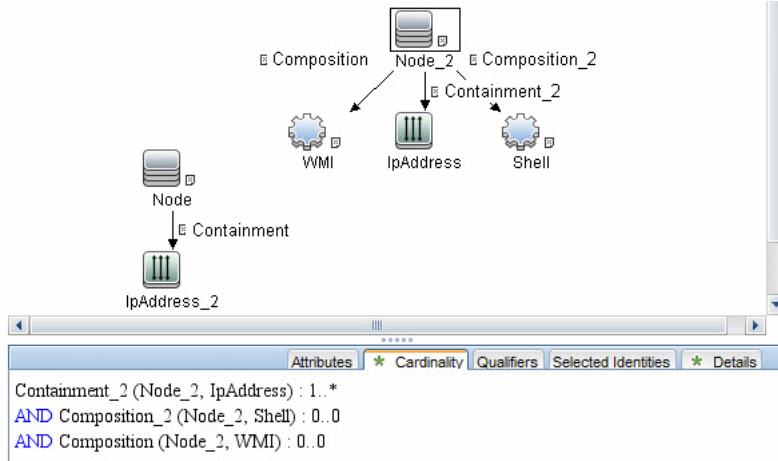 Composition
Node_2
Composition_2
Containment_2
WMI
IpAddress
Shell
Node
Containment
IpAddress_2
Attributes
* Cardinality
Qualifiers
Selected Identities
* Details
Containment_2 (Node_2, IpAddress) : 1..*
AND Composition_2 (Node_2, Shell) : 0..0
AND Composition (Node_2, WMI) : 0..0